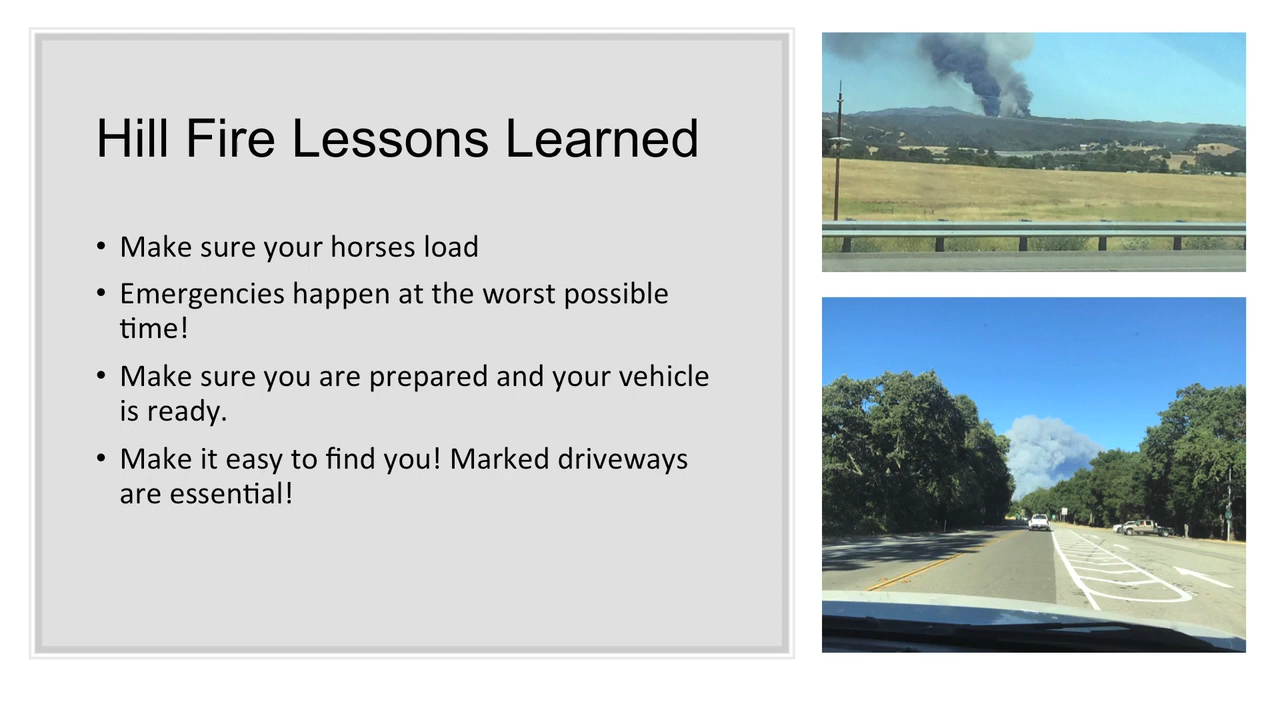 Hill Fire Lessons Learned
• Make sure your horses load
• Emergencies happen at the worst possible
time!
• Make sure you are prepared and your vehicle
is ready.
• Make it easy to find you! Marked driveways
are essential!